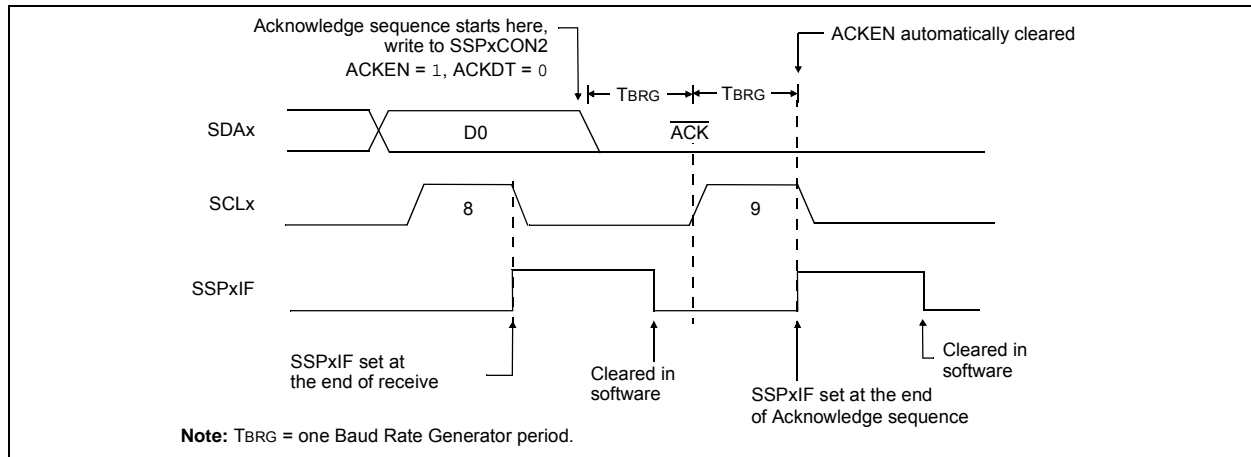 Acknowledge sequence starts here,
write to SSPxCON2
ACKEN = 1, ACKDT = 0
ACKEN automatically cleared
TBRG
TBRG
SDAx
D0
ACK
SCLx
8
9
SSPxIF
SSPxIF set at
the end of receive
Cleared in
software
SSPxIF set at the end
of Acknowledge sequence
Cleared in
software
Note: TBRG = one Baud Rate Generator period.